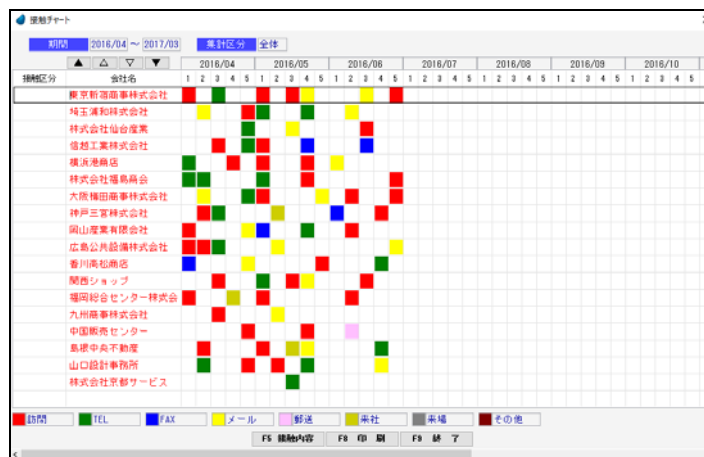 接触チャート
期間 2016/04 ～ 2017/03 集計区分 全体
▲ △ ▽ ▼ 2016/04 2016/05 2016/06 2016/07 2016/08 2016/09 2016/10
接触区分 会社名 1 2 3 4 5 1 2 3 4 5 1 2 3 4 5 1 2 3 4 5 1 2 3 4 5 1 2 3 4 5 1 2 3 4
東京新宿商事株式会社
埼玉浦和株式会社
株式会社仙台産業
信越工業株式会社
横浜港商店
株式会社福島商会
大阪梅田商事株式会社
神戸三宮株式会社
岡山産業有限会社
広島公共設備株式会社
香川高松商店
関西ショップ
福岡総合センター株式会
九州商事株式会社
中国販売センター
島根中央不動産
山口設計事務所
株式会社京都サービス
訪問 TEL FAX メール 郵送 来社 来場 その他
F5 接触内容 F8 印 刷 F9 終 了